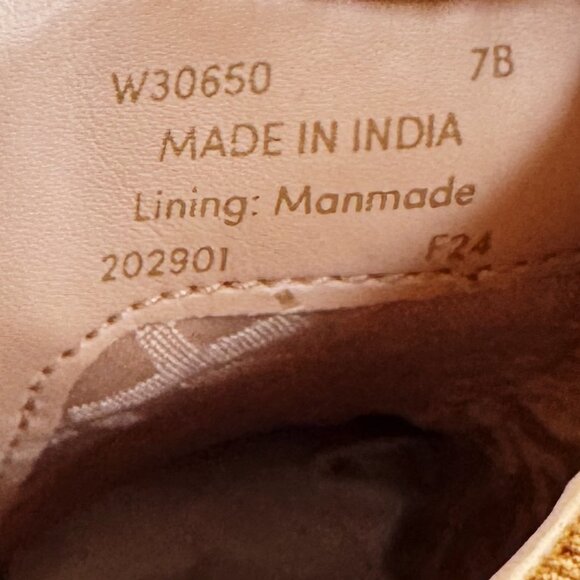 W30650 7B
MADE IN INDIA
Lining: Manmade
202901 F24